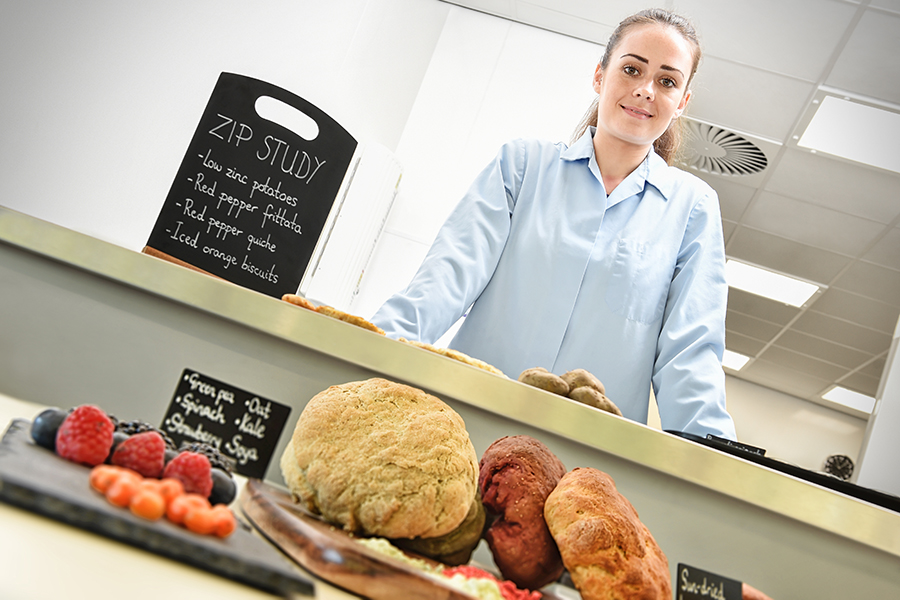 ZIP STUDY
-Low zinc potatoes
-Red pepper frittata
-Red pepper quiche
-Iced orange biscuits
•Green pea •Oat
•Spinach •Kale
•Strawberry •Soya
Sun-dried